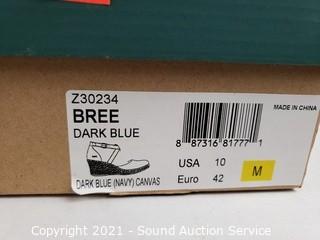 Z30234
BREE
DARK BLUE
MADE IN CHINA
8 87316 81777 1
USA 10
Euro 42
M
DARK BLUE (NAVY) CANVAS
Copyright 2021 - Sound Auction Service